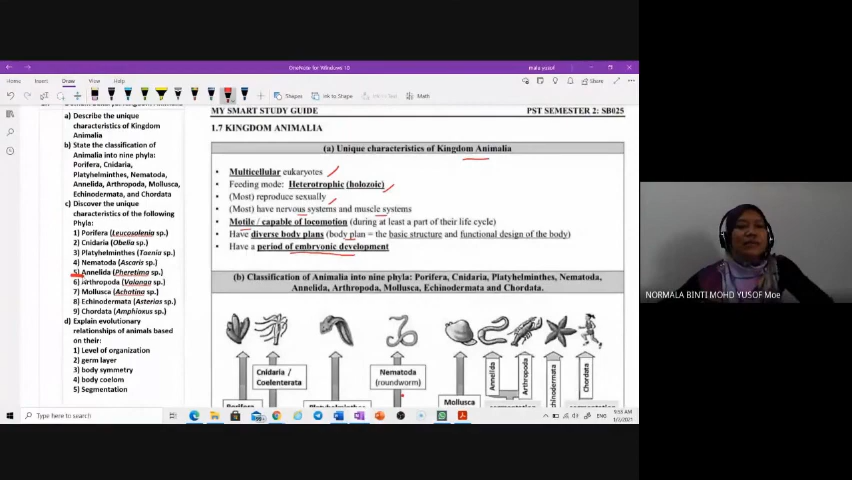 OneNote for Windows 10
mala yusof
Home
Insert
Draw
View
Help
Share
Shapes
Ink to Shape
Math
a) Describe the unique
characteristics of Kingdom
Animalia
b) State the classification of
Animalia into nine phyla:
Porifera, Cnidaria,
Platyhelminthes, Nematoda,
Annelida, Arthropoda, Mollusca,
Echinodermata, and Chordata
c) Discover the unique
characteristics of the following
Phyla:
1) Porifera (Leucosolenia sp.)
2) Cnidaria (Obelia sp.)
3) Platyhelminthes (Taenia sp.)
4) Nematoda (Ascaris sp.)
5) Annelida (Pheretima sp.)
6) Arthropoda (Valanga sp.)
7) Mollusca (Achatina sp.)
8) Echinodermata (Asterias sp.)
9) Chordata (Amphioxus sp.)
d) Explain evolutionary
relationships of animals based
on their:
1) Level of organization
2) germ layer
3) body symmetry
4) body coelom
5) Segmentation
MY SMART STUDY GUIDE
PST SEMESTER 2: SB025
1.7 KINGDOM ANIMALIA
(a) Unique characteristics of Kingdom Animalia
• Multicellular eukaryotes
• Feeding mode: Heterotrophic (holozoic)
• (Most) reproduce sexually
• (Most) have nervous systems and muscle systems
• Motile / capable of locomotion (during at least a part of their life cycle)
• Have diverse body plans (body plan = the basic structure and functional design of the body)
• Have a period of embryonic development
(b) Classification of Animalia into nine phyla: Porifera, Cnidaria, Platyhelminthes, Nematoda,
Annelida, Arthropoda, Mollusca, Echinodermata and Chordata.
Cnidaria /
Coelenterata
Nematoda
(roundworm)
Mollusca
Annelida
Arthropoda
Chordata
NORMALA BINTI MOHD YUSOF Moe
Type here to search
ENG
9:58 AM